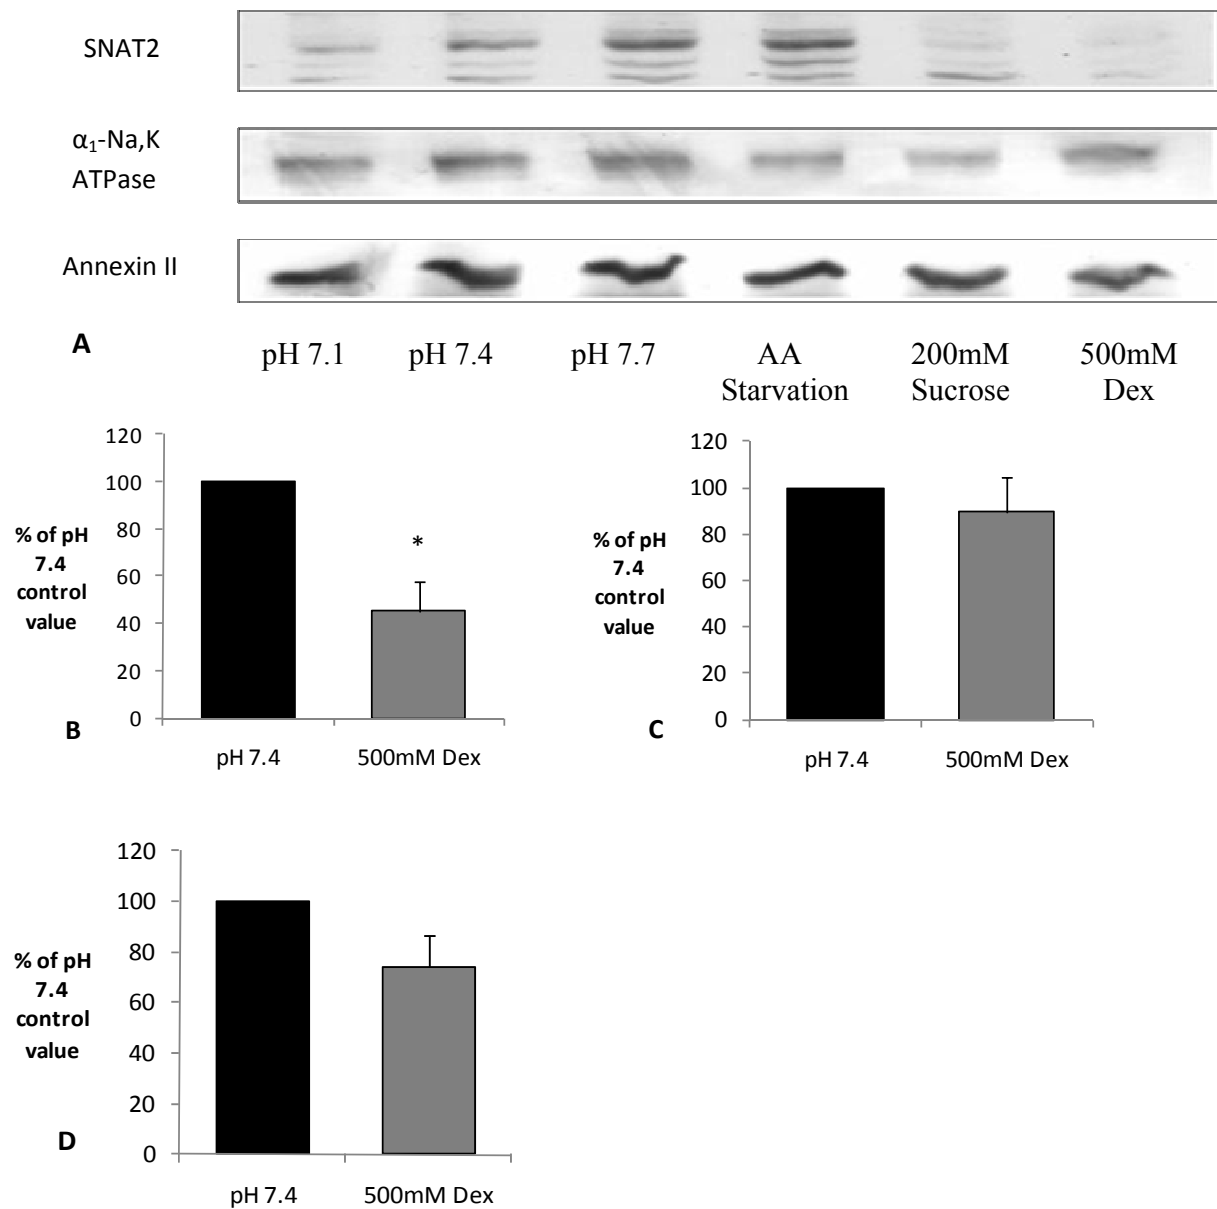 SNAT2
α₁-Na,K
ATPase
Annexin II
A
pH 7.1
pH 7.4
pH 7.7
AA
Starvation
200mM
Sucrose
500mM
Dex
120
100
80
60
40
20
0
% of pH
7.4
control
value
*
B
pH 7.4
500mM Dex
120
100
80
60
40
20
0
% of pH
7.4
control
value
C
pH 7.4
500mM Dex
120
100
80
60
40
20
0
% of pH
7.4
control
value
D
pH 7.4
500mM Dex